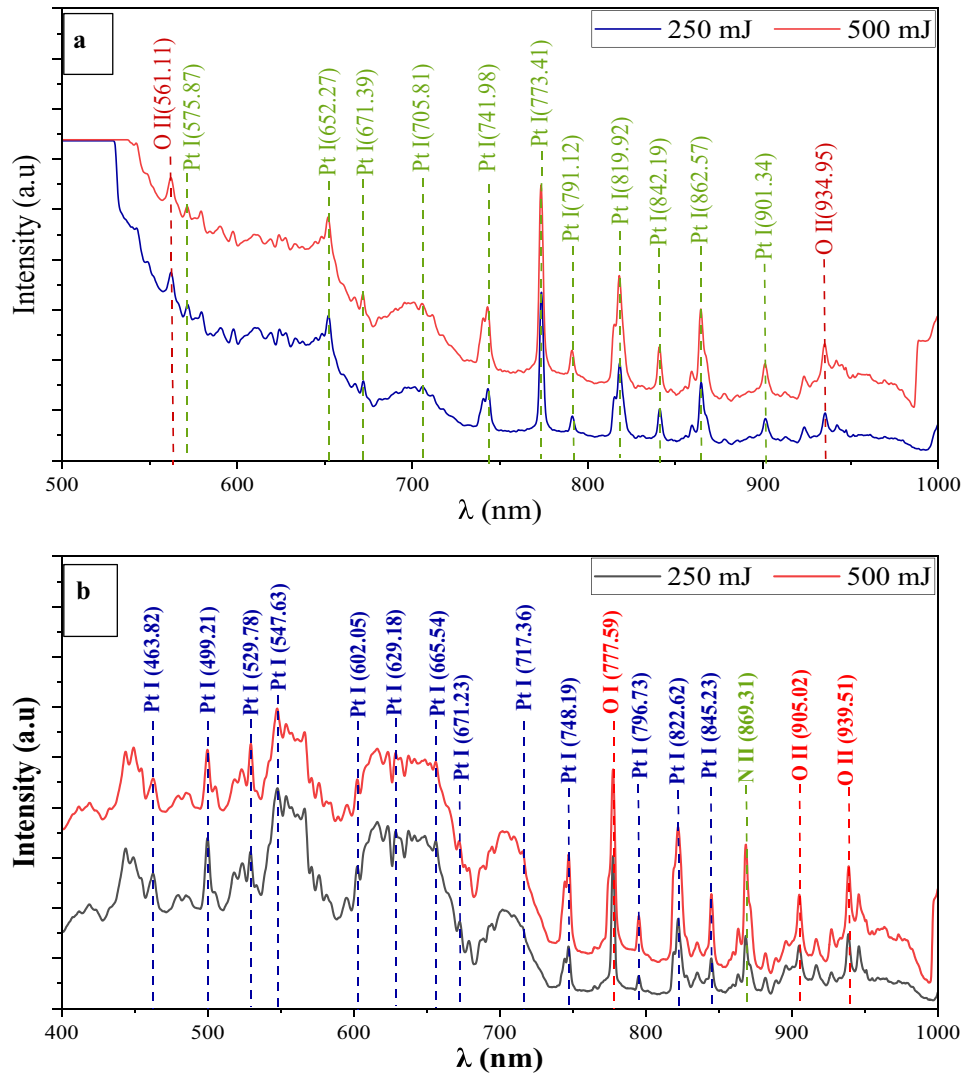 a
250 mJ 500 mJ
O II(561.11)
Pt I(575.87)
Pt I(652.27)
Pt I(671.39)
Pt I(705.81)
Pt I(741.98)
Pt I(773.41)
Pt I(791.12)
Pt I(819.92)
Pt I(842.19)
Pt I(862.57)
Pt I(901.34)
O II(934.95)
Intensity (a.u)
500 600 700 800 900 1000
λ (nm)
b
250 mJ 500 mJ
Pt I (463.82)
Pt I (499.21)
Pt I (529.78)
Pt I (547.63)
Pt I (602.05)
Pt I (629.18)
Pt I (665.54)
Pt I (671.23)
Pt I (717.36)
Pt I (748.19)
O I (777.59)
Pt I (796.73)
Pt I (822.62)
Pt I (845.23)
N II (869.31)
O II (905.02)
O II (939.51)
Intensity (a.u)
400 500 600 700 800 900 1000
λ (nm)